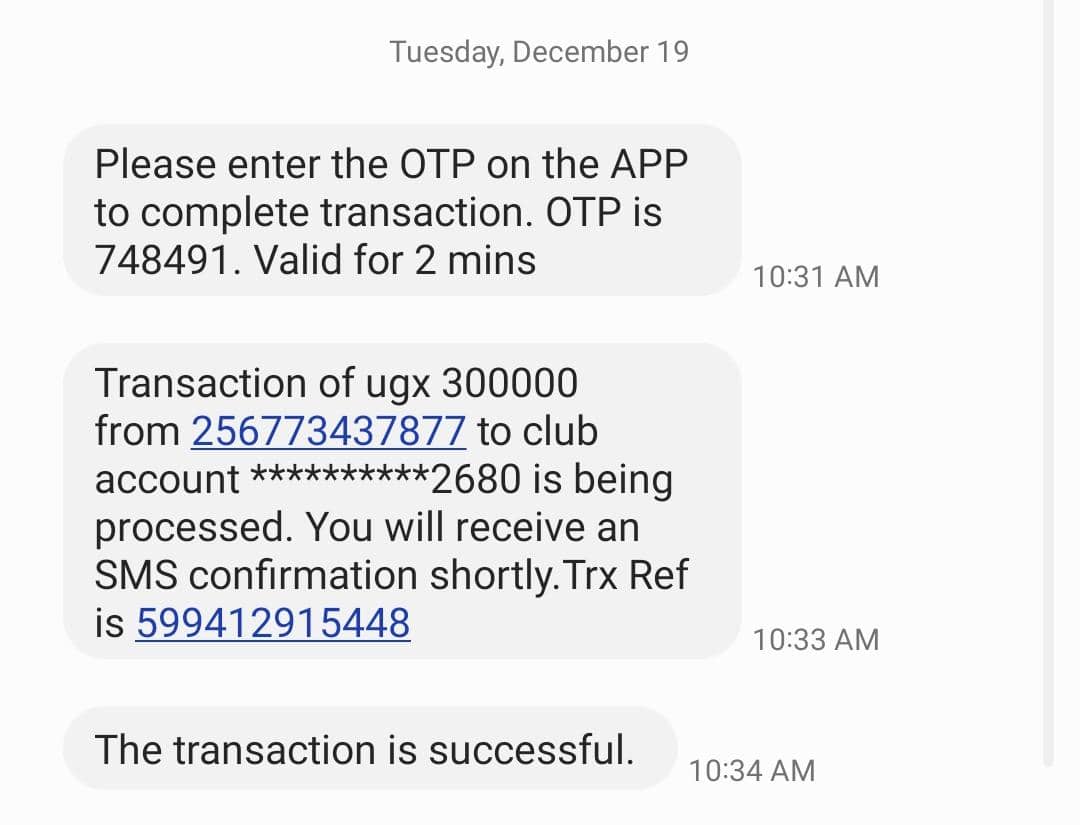 Tuesday, December 19
Please enter the OTP on the APP
to complete transaction. OTP is
748491. Valid for 2 mins
10:31 AM
Transaction of ugx 300000
from 256773437877 to club
account **********2680 is being
processed. You will receive an
SMS confirmation shortly.Trx Ref
is 599412915448
10:33 AM
The transaction is successful.
10:34 AM